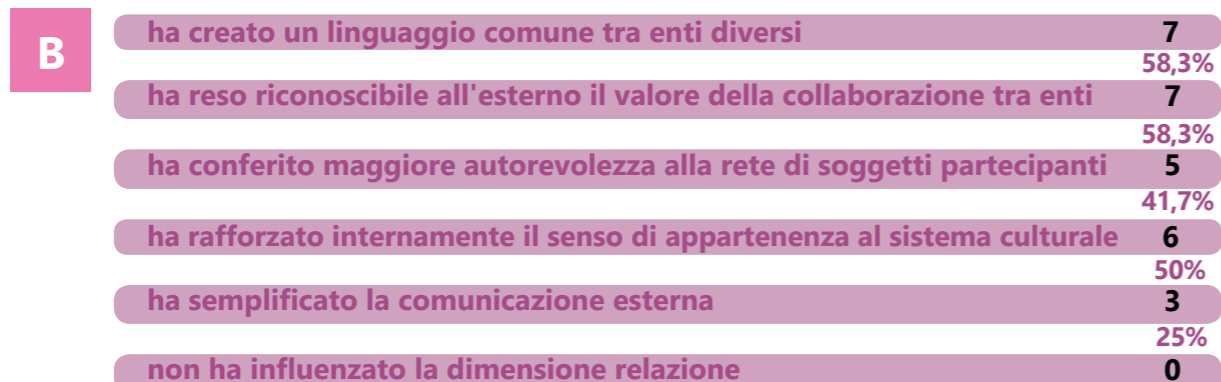 B
ha creato un linguaggio comune tra enti diversi 7
58,3%
ha reso riconoscibile all'esterno il valore della collaborazione tra enti 7
58,3%
ha conferito maggiore autorevolezza alla rete di soggetti partecipanti 5
41,7%
ha rafforzato internamente il senso di appartenenza al sistema culturale 6
50%
ha semplificato la comunicazione esterna 3
25%
non ha influenzato la dimensione relazione 0